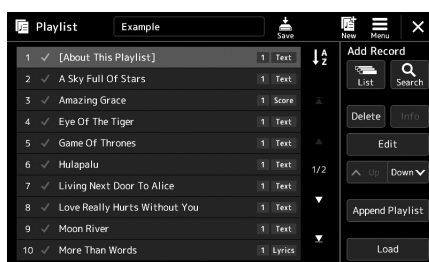 Playlist Example Save New Menu
1 [About This Playlist] 1 Text
2 A Sky Full Of Stars 1 Text
3 Amazing Grace 1 Score
4 Eye Of The Tiger 1 Text
5 Game Of Thrones 1 Text
6 Hulapalu 1 Text
7 Living Next Door To Alice 1 Text
8 Love Really Hurts Without You 1 Text
9 Moon River 1 Text
10 More Than Words 1 Lyrics
A Z
1/2
Add Record
List Search
Delete Info
Edit
Up Down
Append Playlist
Load